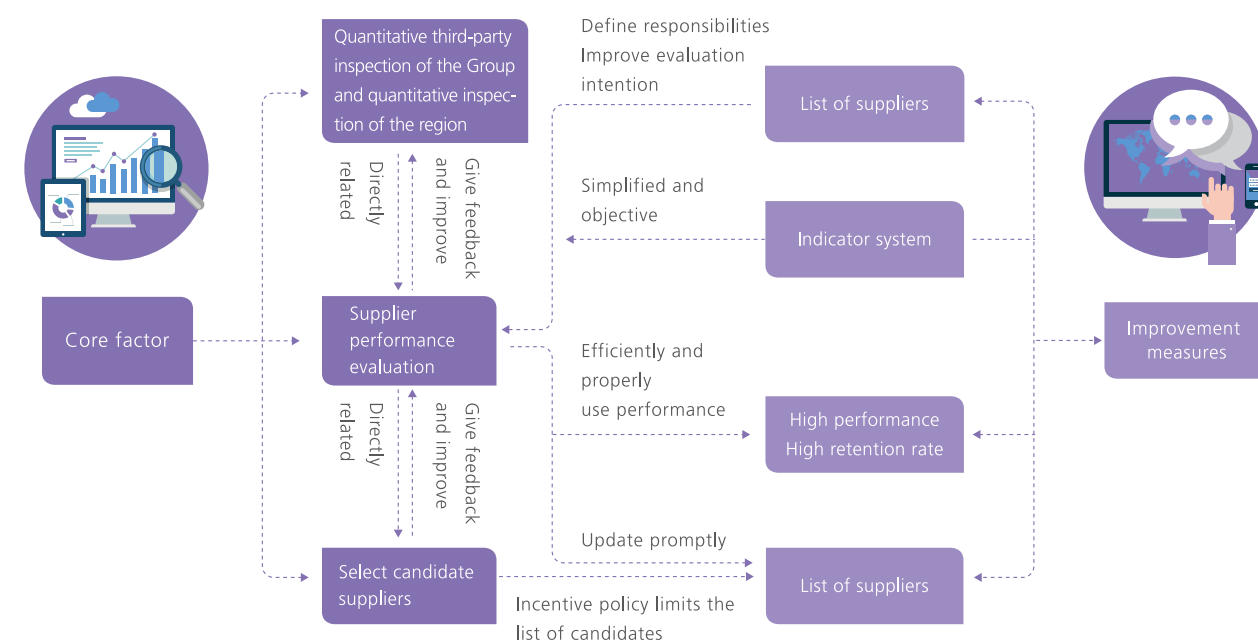 Quantitative third-party
inspection of the Group
and quantitative inspec-
tion of the region
Define responsibilities
Improve evaluation
intention
List of suppliers
Directly
related
Give feedback
and improve
Simplified and
objective
Indicator system
Core factor
Supplier
performance
evaluation
Efficiently and
properly
use performance
Improvement
measures
High performance
High retention rate
Directly
related
Give feedback
and improve
Update promptly
Select candidate
suppliers
List of suppliers
Incentive policy limits the
list of candidates